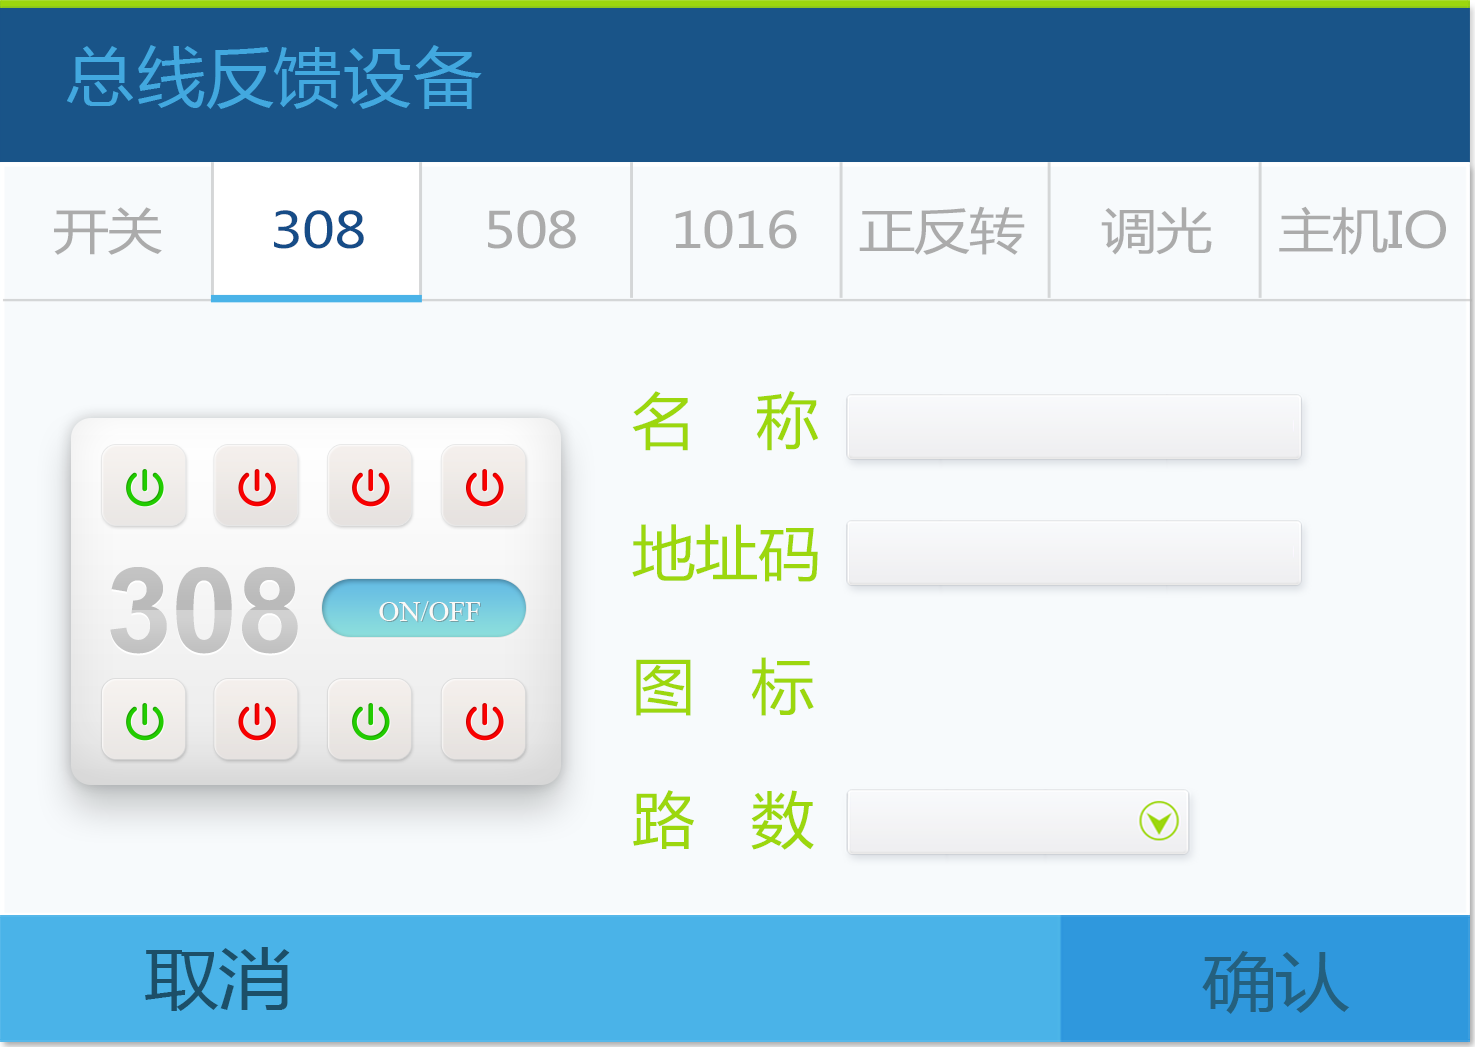 总线反馈设备
开关 308 508 1016 正反转 调光 主机IO
名 称
地址码
308 ON/OFF
图 标
路 数
取消 确认